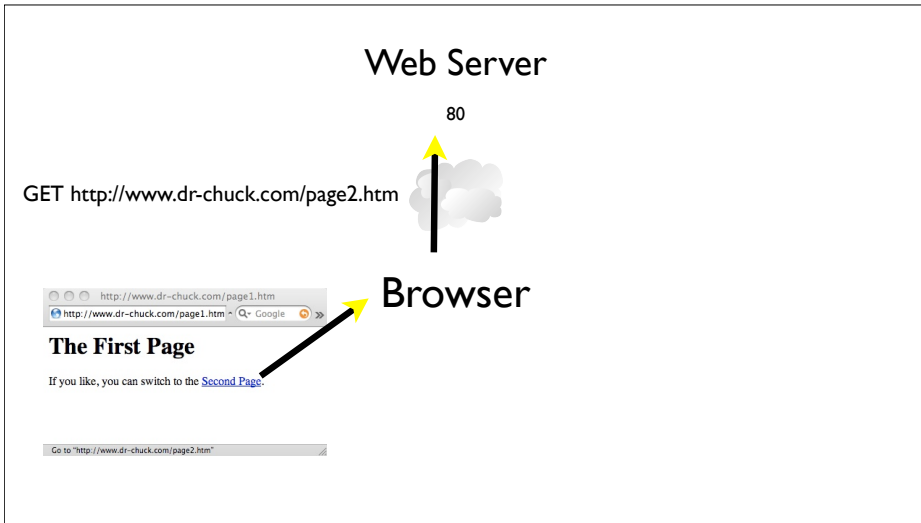 Web Server
80
GET http://www.dr-chuck.com/page2.htm
Browser
http://www.dr-chuck.com/page1.htm
http://www.dr-chuck.com/page1.htm Google »
The First Page
If you like, you can switch to the Second Page.
Go to "http://www.dr-chuck.com/page2.htm"